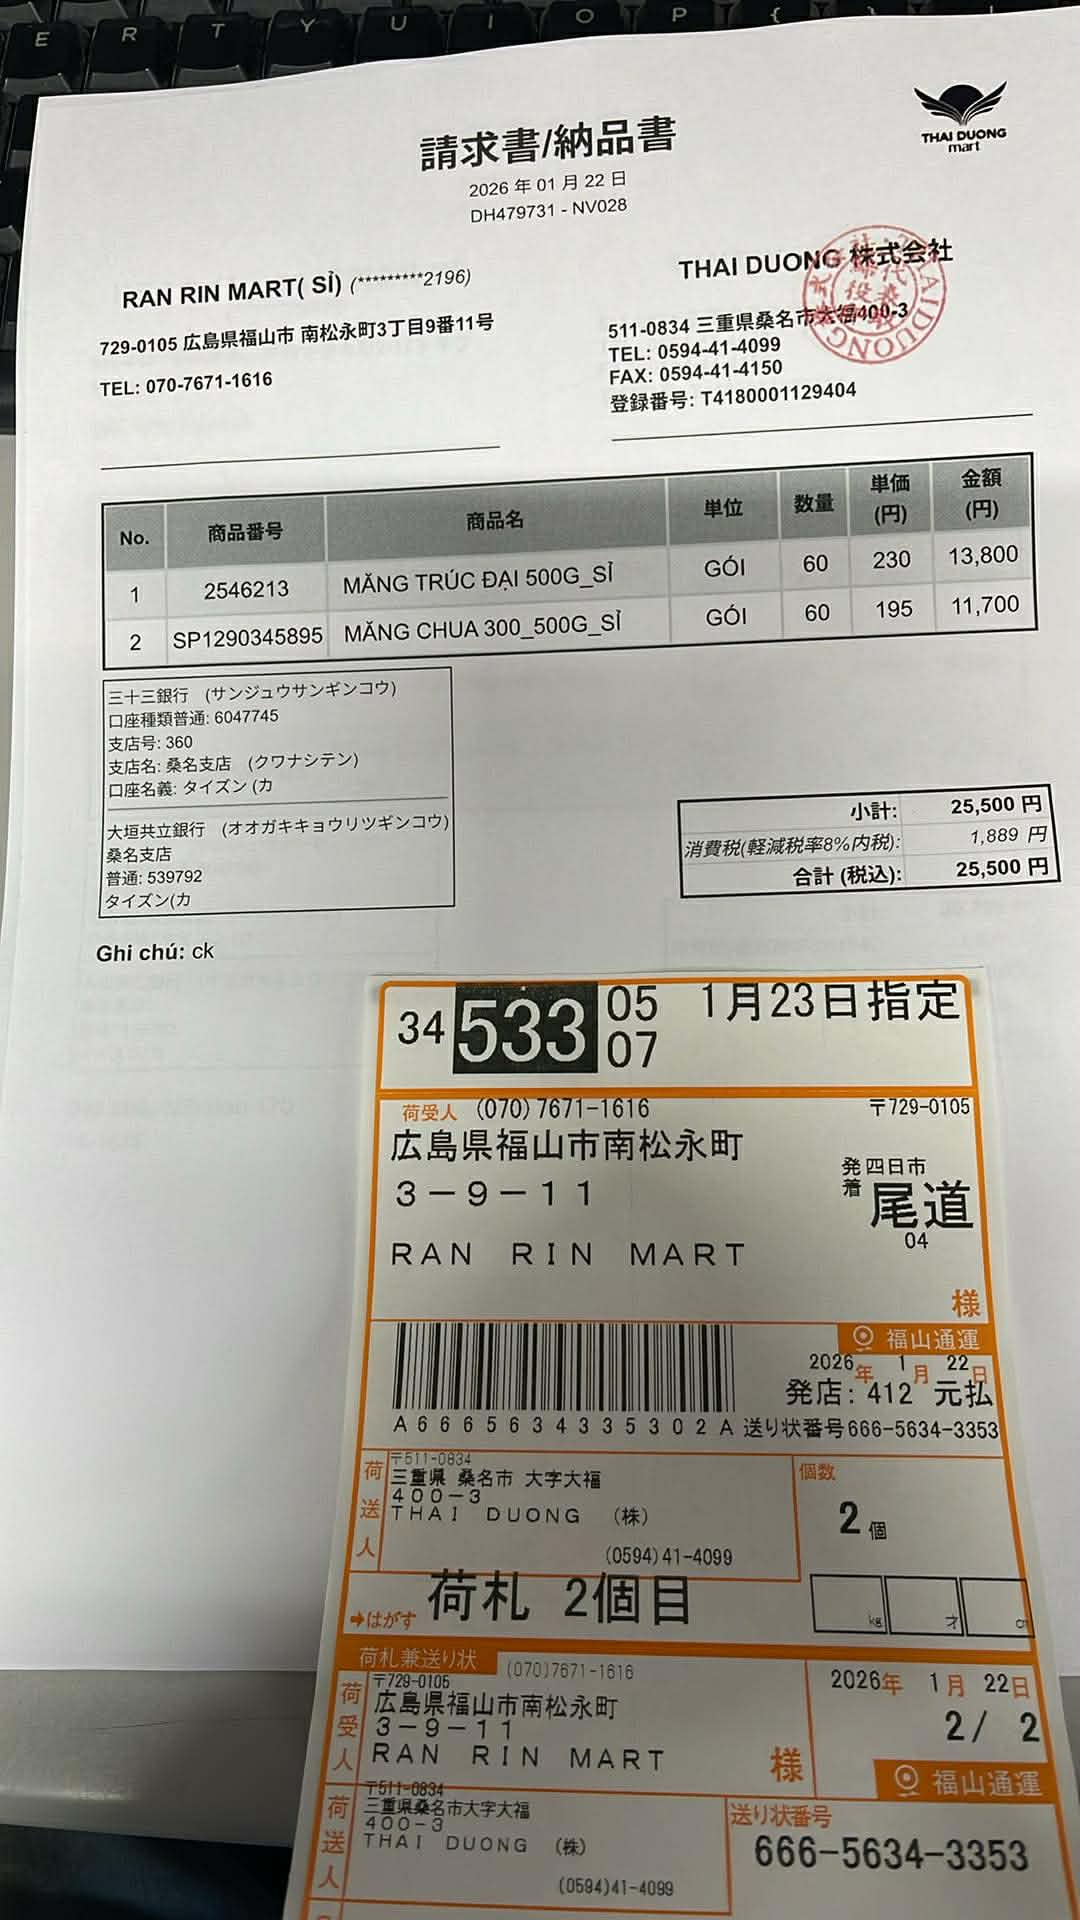 E R T Y U I O P { }
THAI DUONG
mart
請求書/納品書
2026 年 01 月 22 日
DH479731 - NV028
RAN RIN MART( SỈ) (*********2196)
729-0105 広島県福山市 南松永町3丁目9番11号
TEL: 070-7671-1616
THAI DUONG 株式会社
511-0834 三重県桑名市大福400-3
TEL: 0594-41-4099
FAX: 0594-41-4150
登録番号: T4180001129404
No. 商品番号 商品名 単位 数量 単価(円) 金額(円)
1 2546213 MĂNG TRÚC ĐẠI 500G_SỈ GÓI 60 230 13,800
2 SP1290345895 MĂNG CHUA 300_500G_SỈ GÓI 60 195 11,700
三十三銀行 (サンジュウサンギンコウ)
口座種類普通: 6047745
支店号: 360
支店名: 桑名支店 (クワナシテン)
口座名義: タイズン (カ
大垣共立銀行 (オオガキキョウリツギンコウ)
桑名支店
普通: 539792
タイズン(カ
小計: 25,500 円
消費税(軽減税率8%内税): 1,889 円
合計 (税込): 25,500 円
Ghi chú: ck
34 533 05 07 1月23日指定
荷受人 (070)7671-1616 〒729-0105
広島県福山市南松永町
3-9-11
RAN RIN MART
発 四日市
着 尾道
04
様
福山通運
2026年 1月 22日
発店: 412 元払
A6665634335302A 送り状番号666-5634-3353
荷送人
〒511-0834
三重県 桑名市 大字大福
400-3
THAI DUONG (株)
(0594)41-4099
個数
2個
荷札 2個目
➡はがす
kg 才 cm
荷札兼送り状 (070)7671-1616
荷受人
〒729-0105
広島県福山市南松永町
3-9-11
RAN RIN MART 様
2026年 1月 22日
2/ 2
福山通運
荷送人
〒511-0834
三重県桑名市大字大福
400-3
THAI DUONG (株)
(0594)41-4099
送り状番号
666-5634-3353